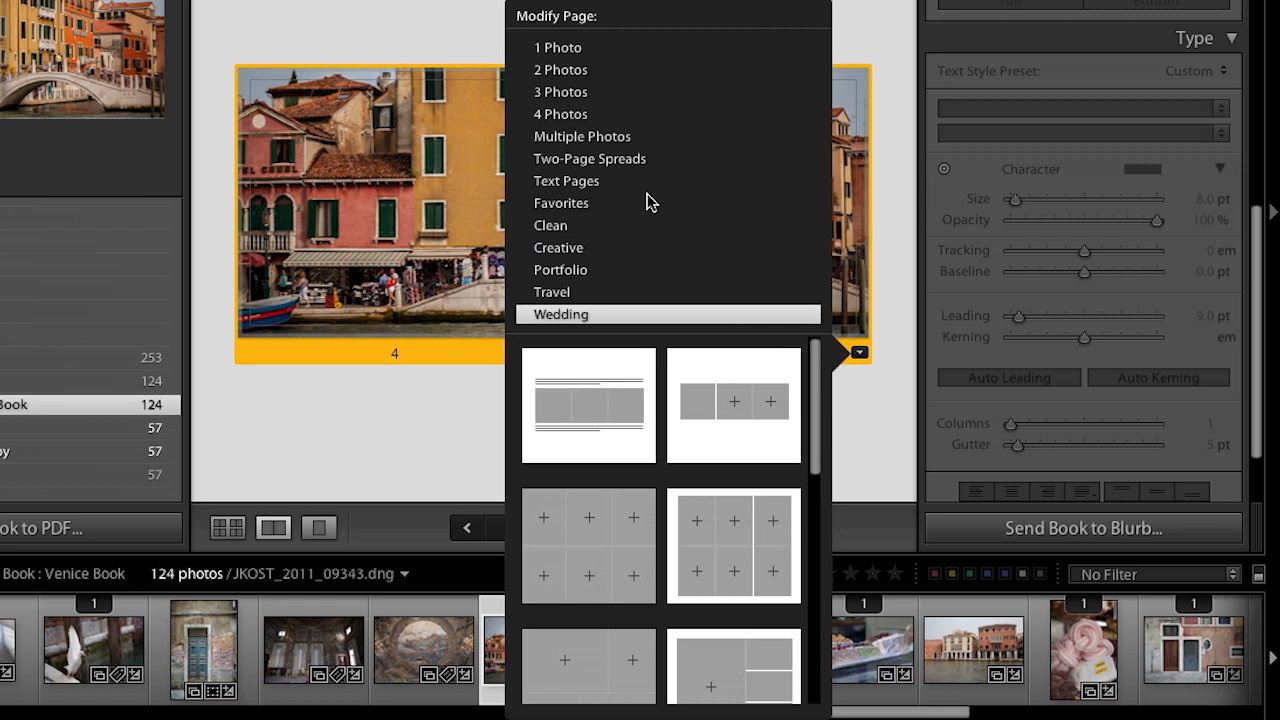 Modify Page:
1 Photo
2 Photos
3 Photos
4 Photos
Multiple Photos
Two-Page Spreads
Text Pages
Favorites
Clean
Creative
Portfolio
Travel
Wedding
4
253
124
Book 124
57
y 57
57
ok to PDF...
Type
Text Style Preset: Custom
Character
Size 8.0 pt
Opacity 100 %
Tracking 0 em
Baseline 0.0 pt
Leading 9.0 pt
Kerning em
Auto Leading Auto Kerning
Columns 1
Gutter 5 pt
Send Book to Blurb...
Book : Venice Book 124 photos / JKOST_2011_09343.dng
No Filter
1
1
1
1